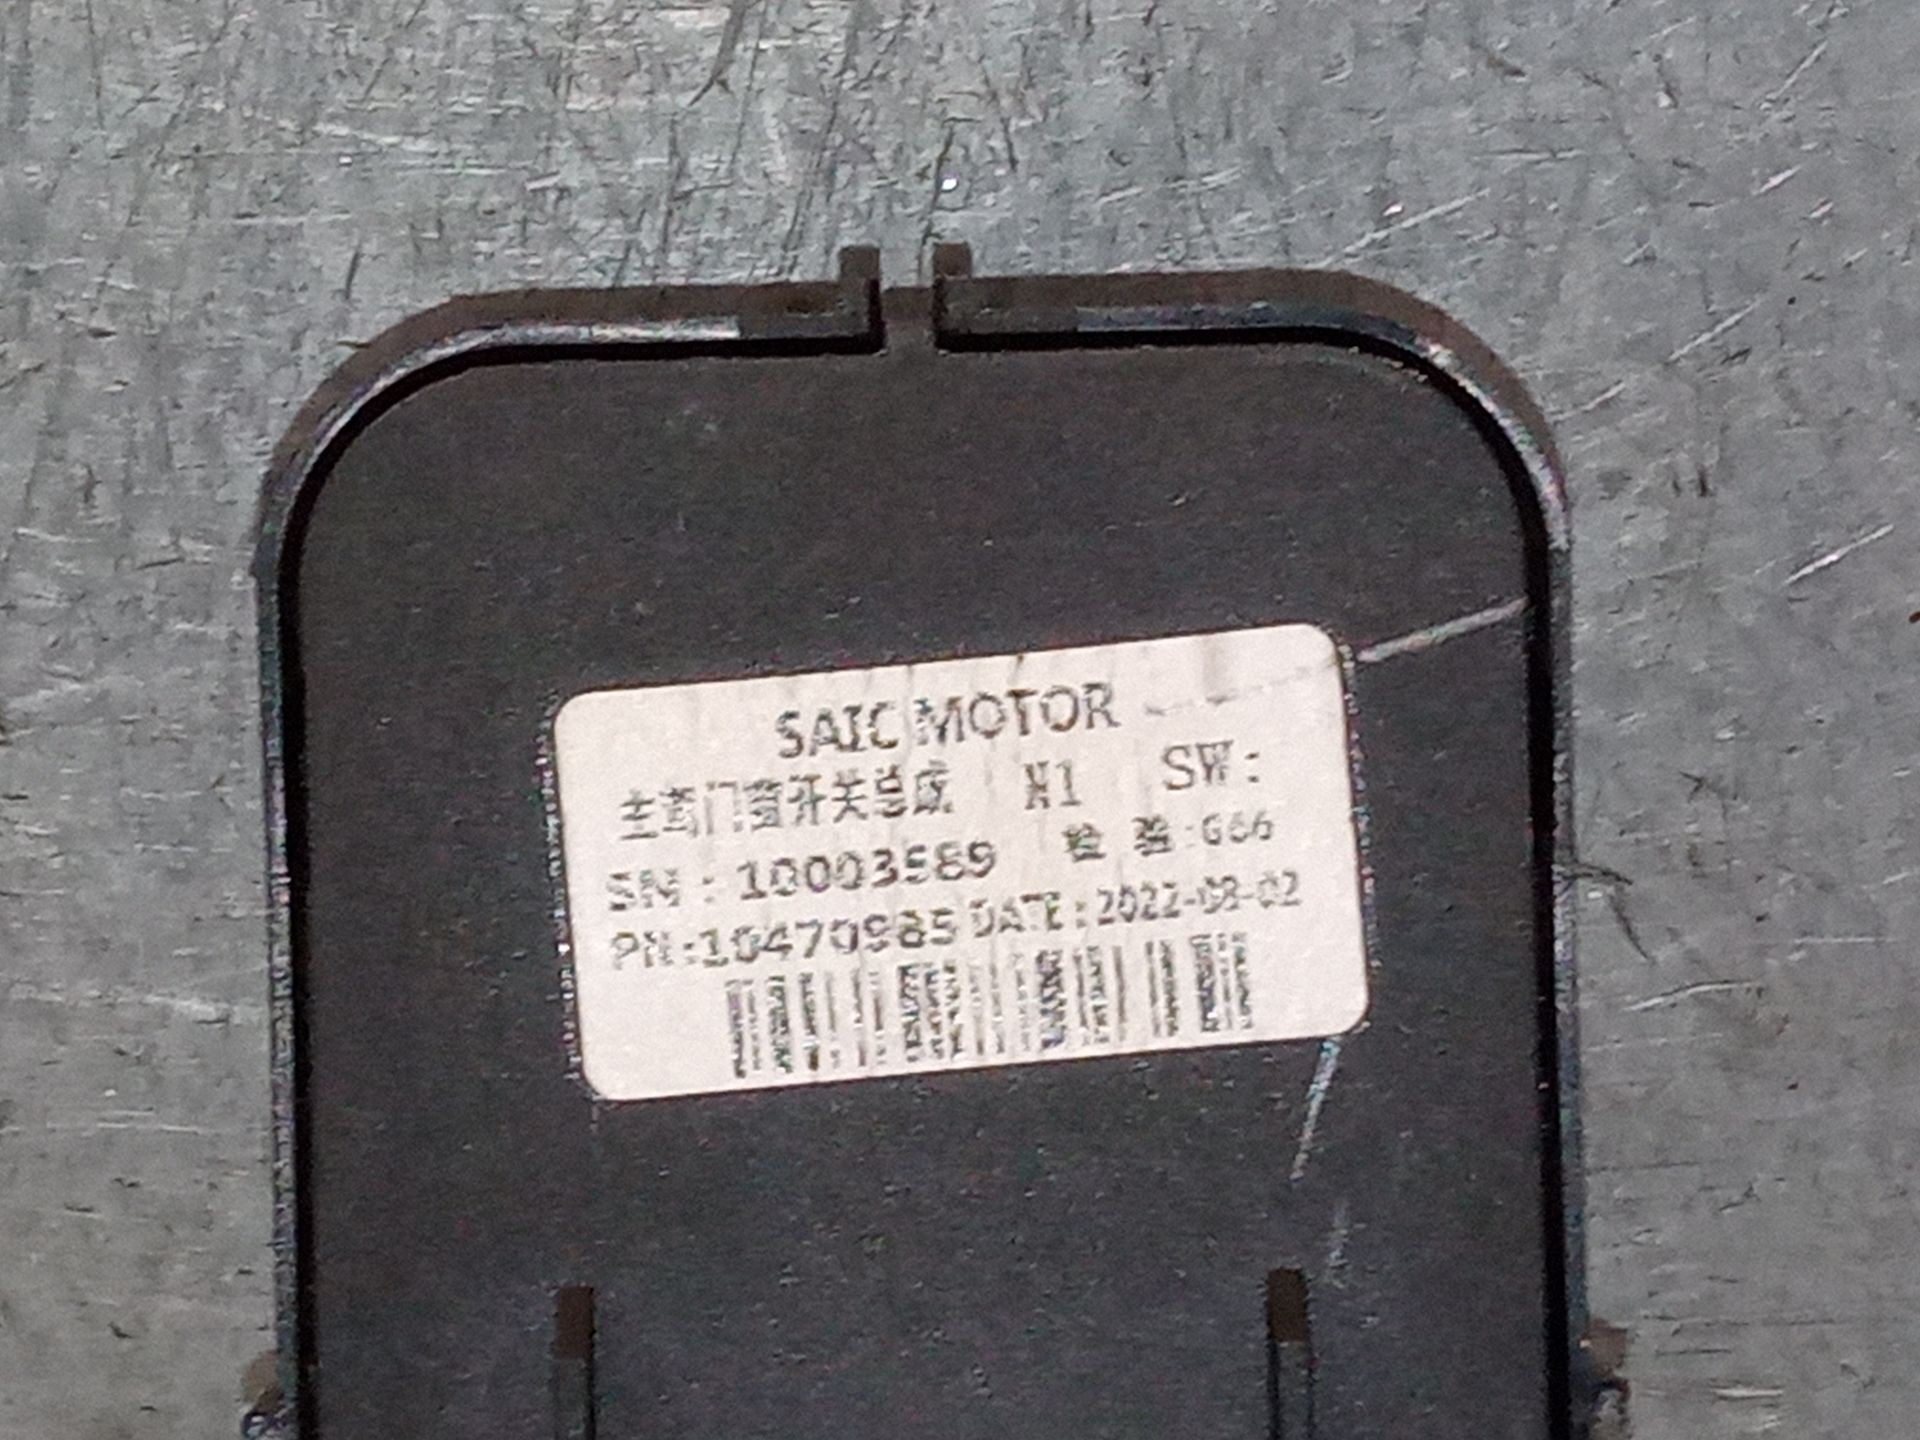 SAIC MOTOR
主驾门窗开关总成 N1 SW:
SN: 10003589 检 验:G66
PN:10470985 DATE:2022-08-02